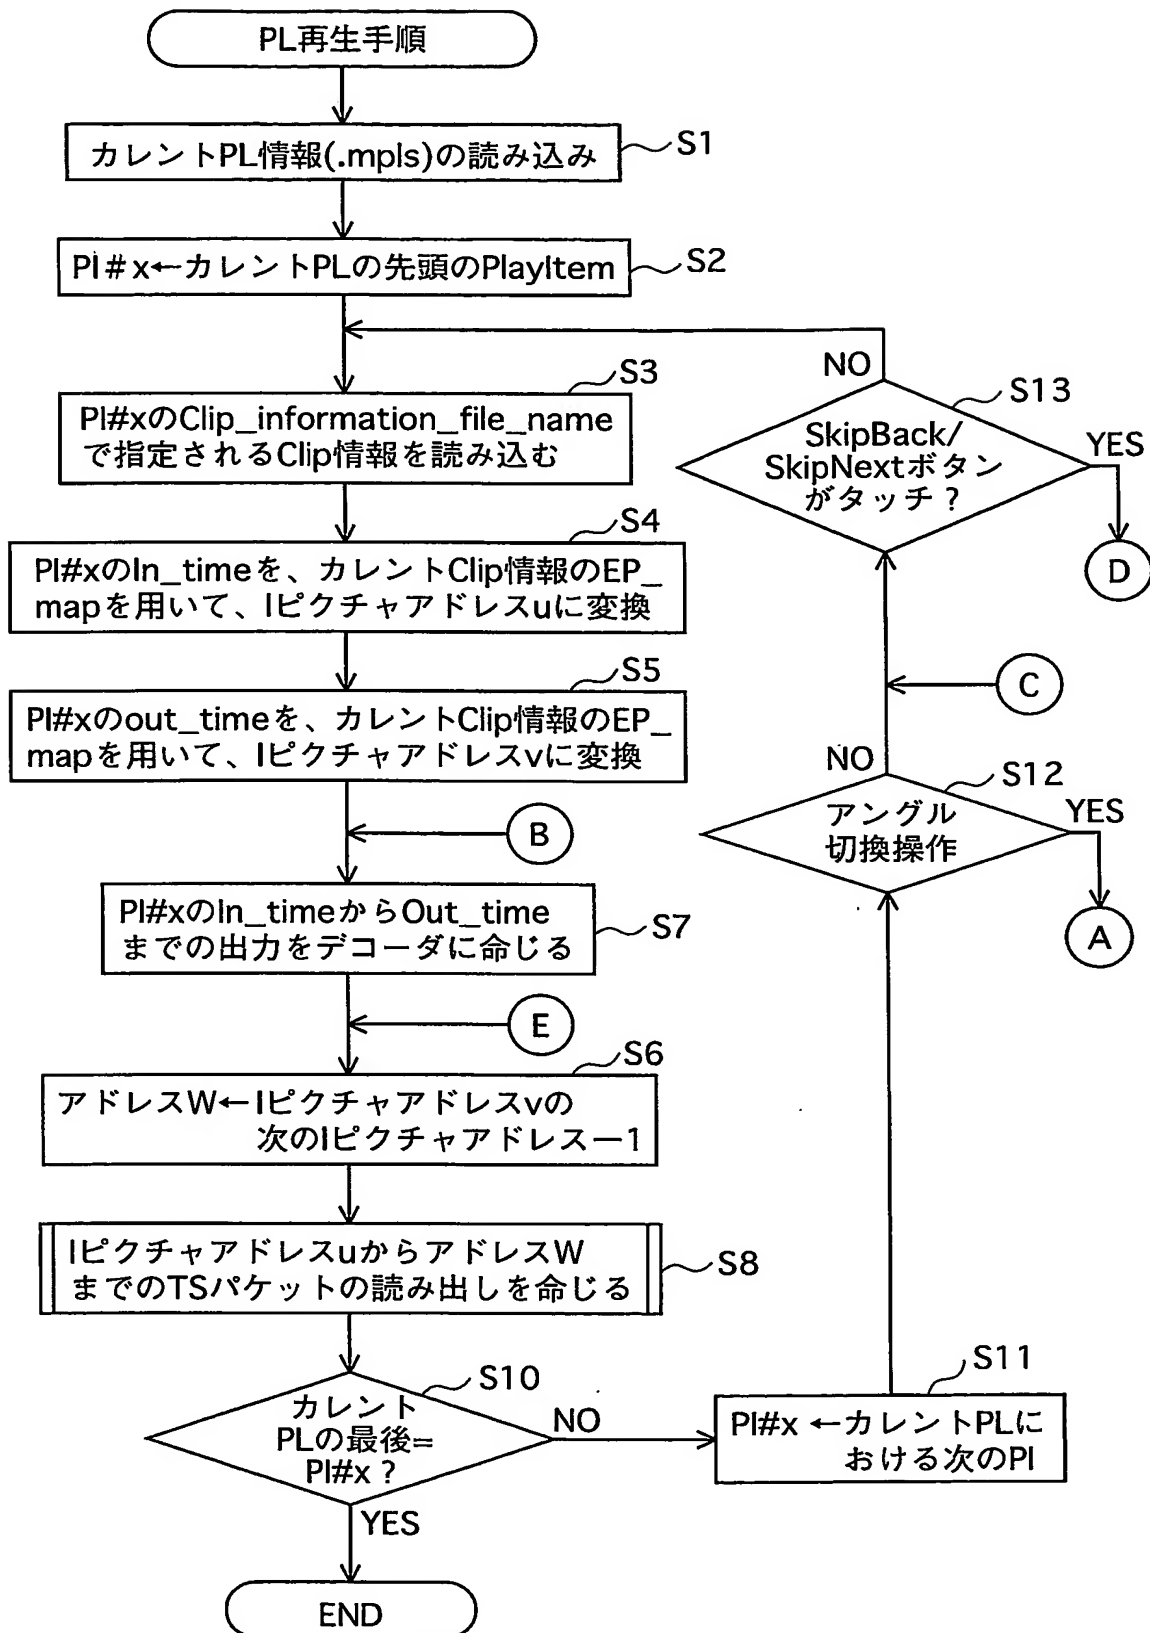 PL再生手順
カレントPL情報(.mpls)の読み込み
S1
PI#x←カレントPLの先頭のPlayItem
S2
S3
PI#xのClip_information_file_name
で指定されるClip情報を読み込む
S4
PI#xのIn_timeを、カレントClip情報のEP_
mapを用いて、Iピクチャアドレスuに変換
S5
PI#xのout_timeを、カレントClip情報のEP_
mapを用いて、Iピクチャアドレスvに変換
B
PI#xのIn_timeからOut_time
までの出力をデコーダに命じる
S7
E
S6
アドレスW←Iピクチャアドレスvの
次のIピクチャアドレスー1
IピクチャアドレスuからアドレスW
までのTSパケットの読み出しを命じる
S8
S10
カレント
PLの最後=
PI#x?
NO
YES
END
S11
PI#x ←カレントPLに
おける次のPI
S12
アングル
切換操作
YES
A
NO
C
S13
SkipBack/
SkipNextボタン
がタッチ?
YES
D
NO